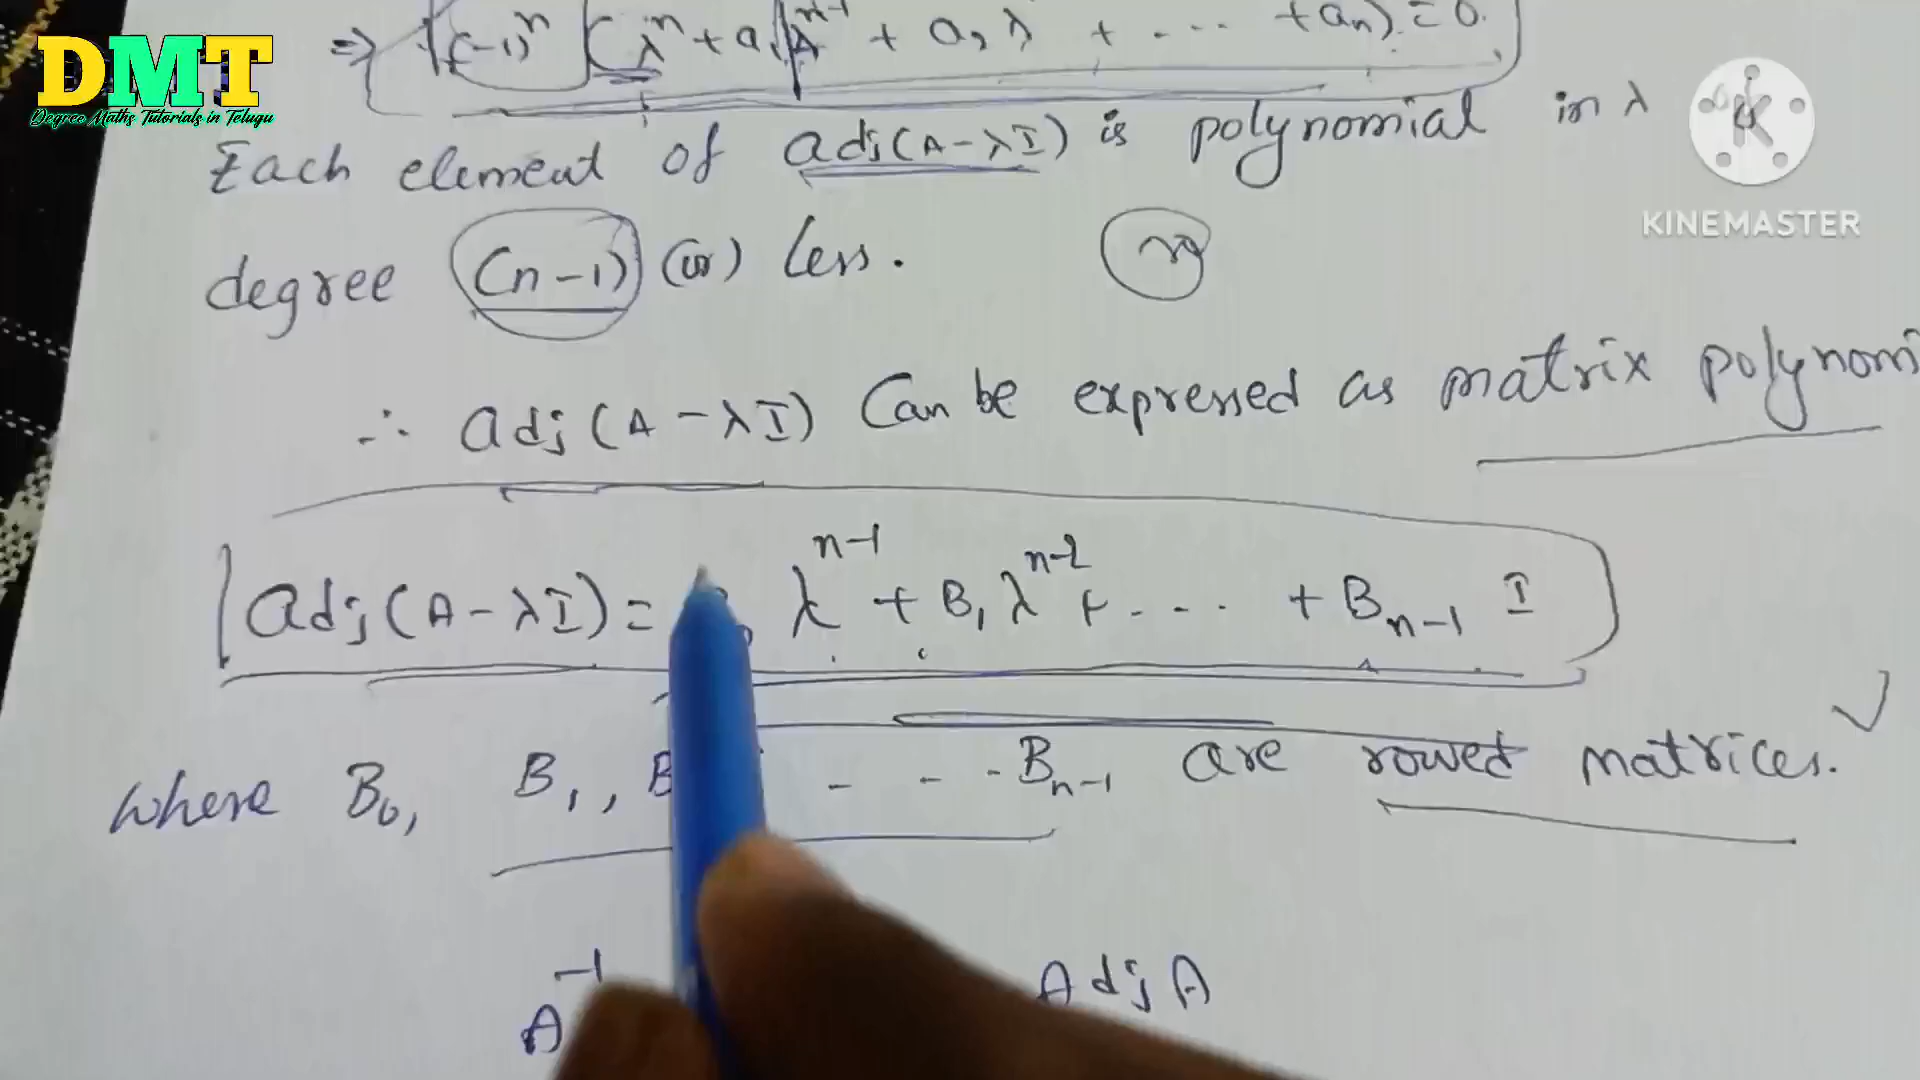 DMT
Degree Maths Tutorials in Telugu
⇒ (-1)ⁿ (λⁿ + a₁λⁿ⁻¹ + a₂λ + ... + aₙ) = 0.
Each element of adj(A-λI) is polynomial in λ
degree (n-1) (or) less.
KINEMASTER
∴ adj(A-λI) Can be expressed as matrix polynomi
adj(A-λI) = λⁿ⁻¹ + B₁λⁿ⁻² + .... + Bₙ₋₁ I
where B₀, B₁, B - - - Bₙ₋₁ are rowed matrices.
A⁻¹ AdjA